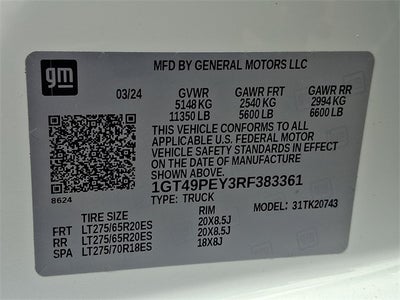 gm
MFD BY GENERAL MOTORS LLC
03/24 GVWR GAWR FRT GAWR RR
5148 KG 2540 KG 2994 KG
11350 LB 5600 LB 6600 LB
THIS VEHICLE CONFORMS TO ALL APPLICABLE
U.S. FEDERAL MOTOR
VEHICLE SAFETY STANDARDS IN EFFECT
ON THE DATE OF MANUFACTURE
SHOWN ABOVE.
1GT49PEY3RF383361
8624 TYPE: TRUCK
TIRE SIZE RIM MODEL: 31TK20743
FRT LT275/65R20ES 20X8.5J
RR LT275/65R20ES 20X8.5J
SPA LT275/70R18ES 18X8J